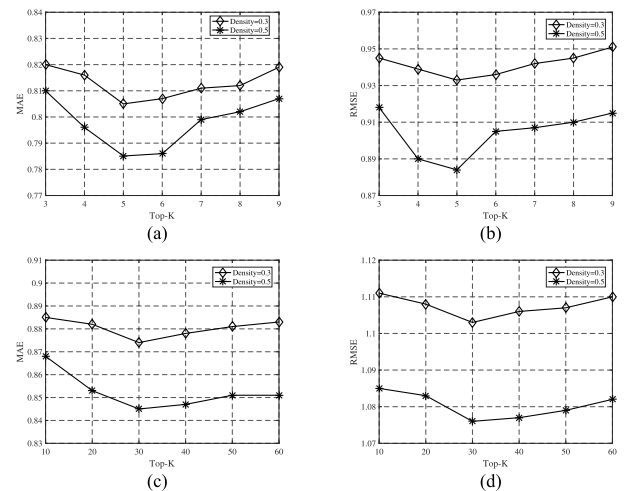 0.84
0.83
0.82
0.81
0.8
0.79
0.78
0.77
MAE
3 4 5 6 7 8 9
Top-K
Density=0.3
Density=0.5
(a)
0.97
0.95
0.93
0.91
0.89
0.87
RMSE
3 4 5 6 7 8 9
Top-K
Density=0.3
Density=0.5
(b)
0.91
0.9
0.89
0.88
0.87
0.86
0.85
0.84
0.83
MAE
10 20 30 40 50 60
Top-K
Density=0.3
Density=0.5
(c)
1.12
1.11
1.10
1.09
1.08
1.07
RMSE
10 20 30 40 50 60
Top-K
Density=0.3
Density=0.5
(d)